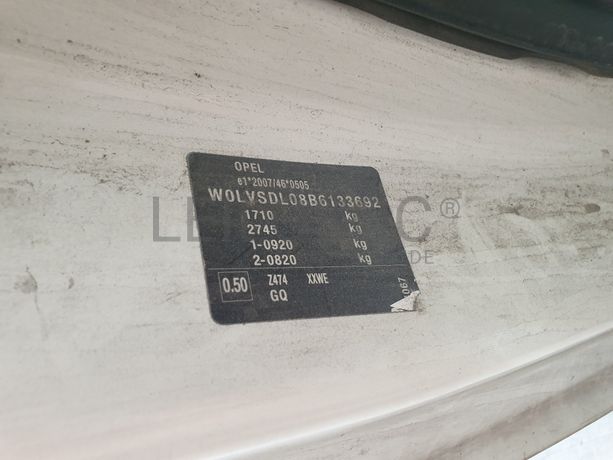 OPEL
e1*2007/46*0505
W0LVSDL08B6133692
1710 kg
2745 kg
1-0920 kg
2-0820 kg
0.50 Z474 XXWE
GQ
067